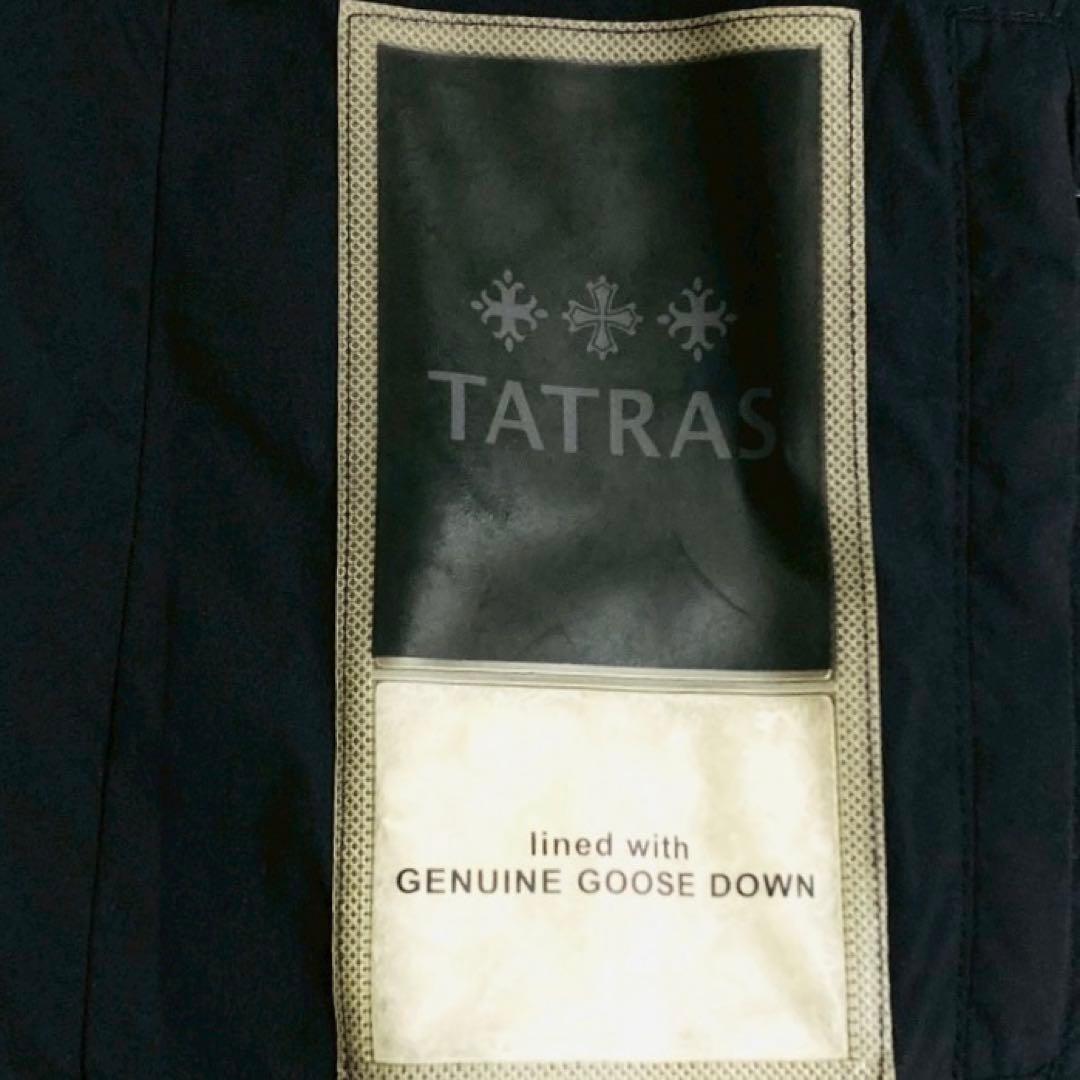 TATRAS
lined with
GENUINE GOOSE DOWN